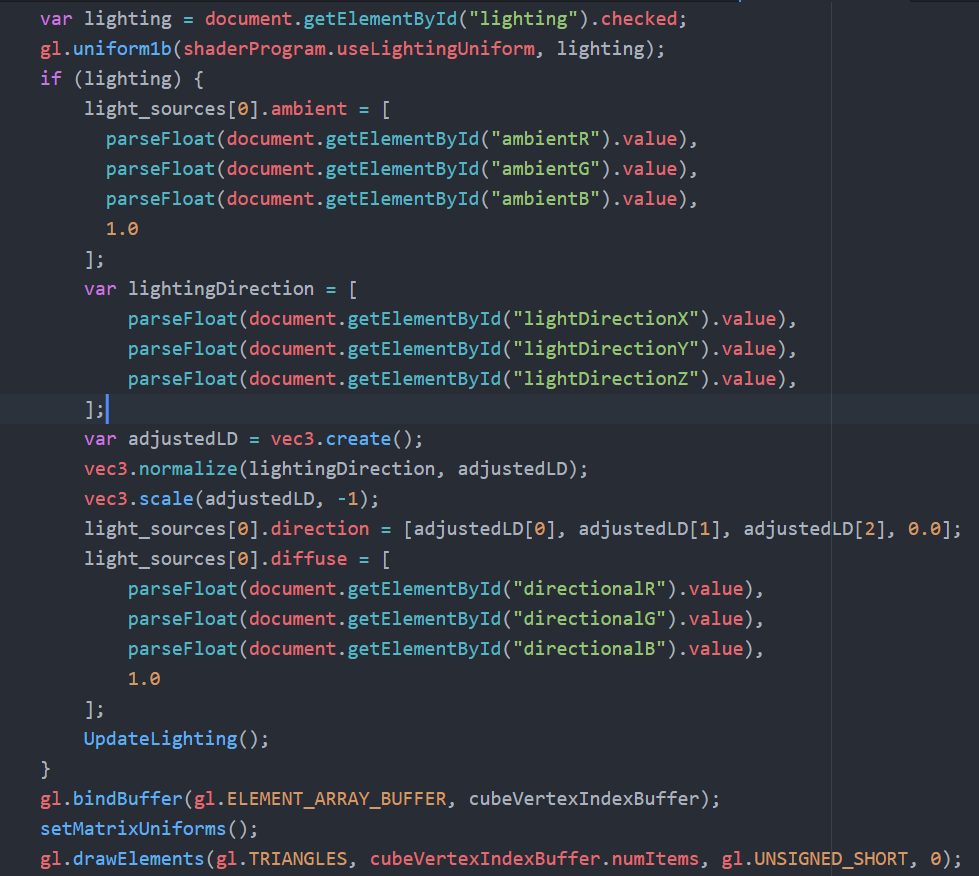 var lighting = document.getElementById("lighting").checked;
gl.uniform1b(shaderProgram.useLightingUniform, lighting);
if (lighting) {
    light_sources[0].ambient = [
      parseFloat(document.getElementById("ambientR").value),
      parseFloat(document.getElementById("ambientG").value),
      parseFloat(document.getElementById("ambientB").value),
      1.0
    ];
    var lightingDirection = [
        parseFloat(document.getElementById("lightDirectionX").value),
        parseFloat(document.getElementById("lightDirectionY").value),
        parseFloat(document.getElementById("lightDirectionZ").value),
    ];
    var adjustedLD = vec3.create();
    vec3.normalize(lightingDirection, adjustedLD);
    vec3.scale(adjustedLD, -1);
    light_sources[0].direction = [adjustedLD[0], adjustedLD[1], adjustedLD[2], 0.0];
    light_sources[0].diffuse = [
        parseFloat(document.getElementById("directionalR").value),
        parseFloat(document.getElementById("directionalG").value),
        parseFloat(document.getElementById("directionalB").value),
        1.0
    ];
    UpdateLighting();
}
gl.bindBuffer(gl.ELEMENT_ARRAY_BUFFER, cubeVertexIndexBuffer);
setMatrixUniforms();
gl.drawElements(gl.TRIANGLES, cubeVertexIndexBuffer.numItems, gl.UNSIGNED_SHORT, 0);